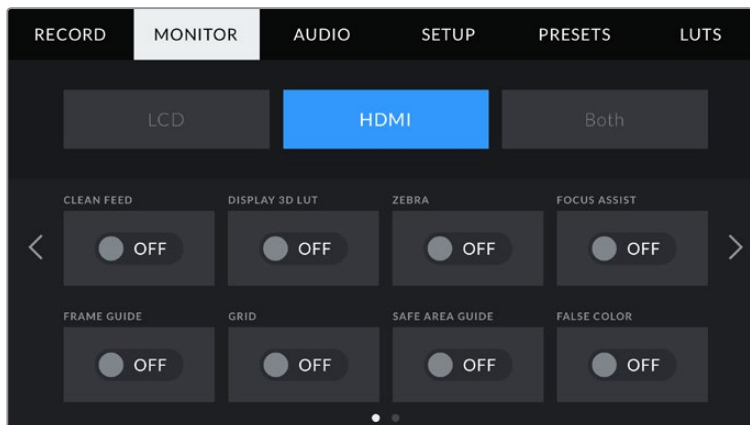 RECORD MONITOR AUDIO SETUP PRESETS LUTS
LCD HDMI Both
CLEAN FEED DISPLAY 3D LUT ZEBRA FOCUS ASSIST
OFF OFF OFF OFF
FRAME GUIDE GRID SAFE AREA GUIDE FALSE COLOR
OFF OFF OFF OFF